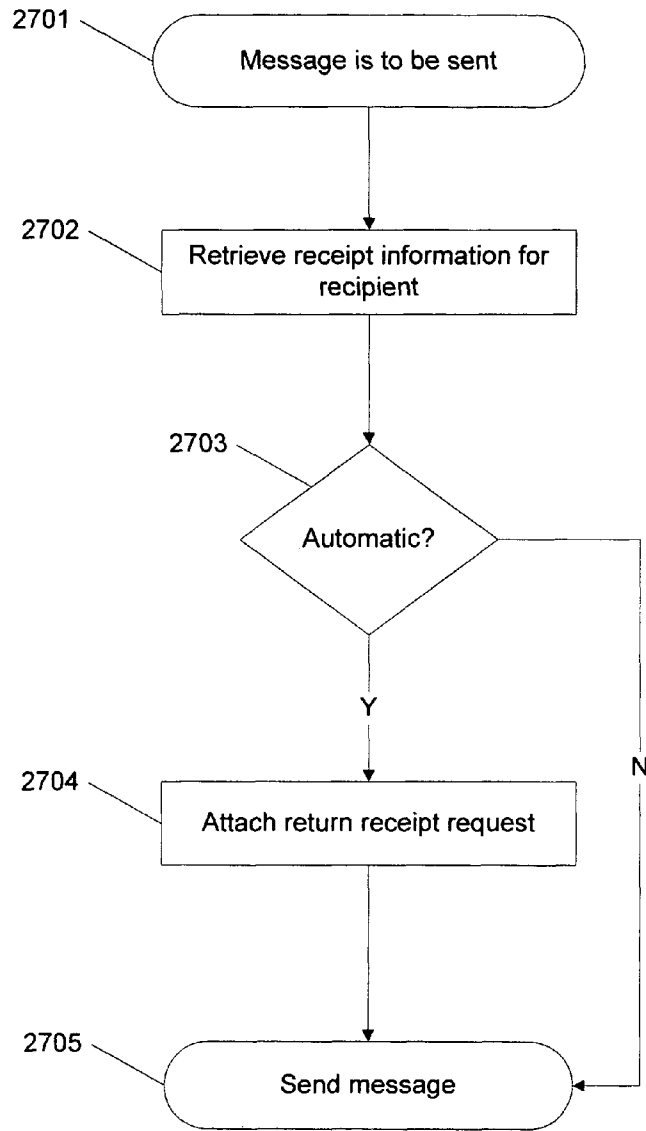 2701
Message is to be sent
2702
Retrieve receipt information for
recipient
2703
Automatic?
Y
N
2704
Attach return receipt request
2705
Send message